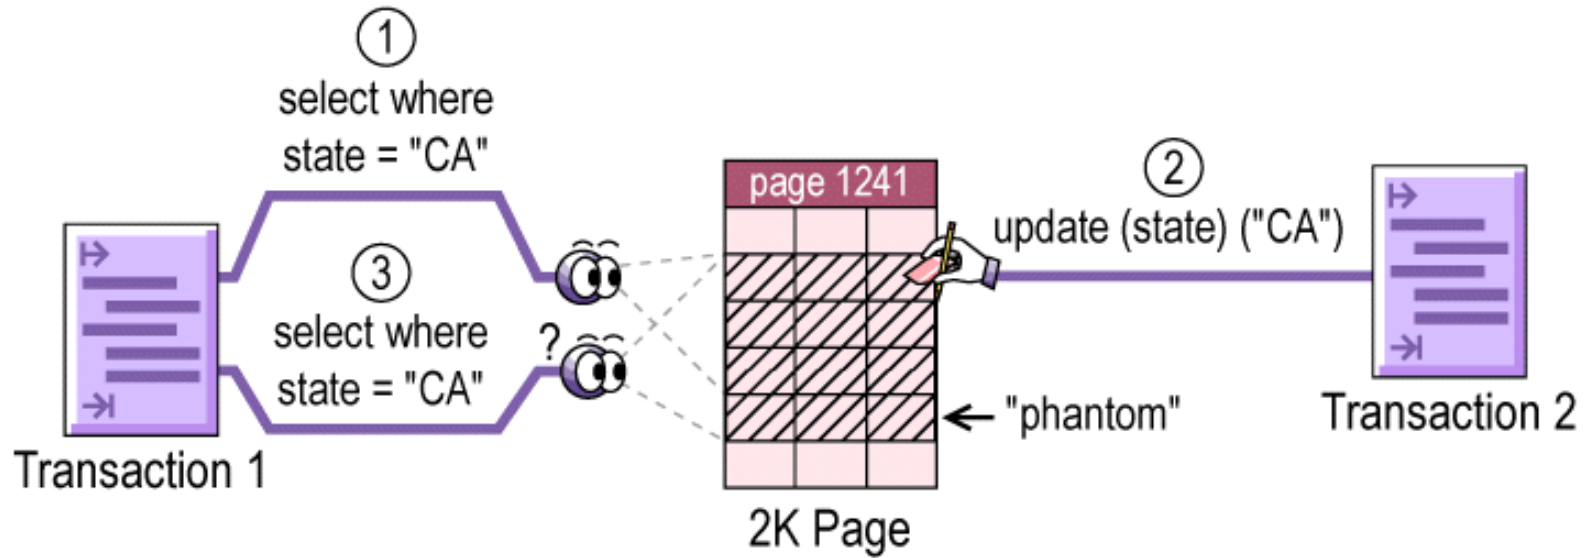 1
select where
state = "CA"
3
select where
state = "CA"
?
Transaction 1
page 1241
"phantom"
2K Page
2
update (state) ("CA")
Transaction 2